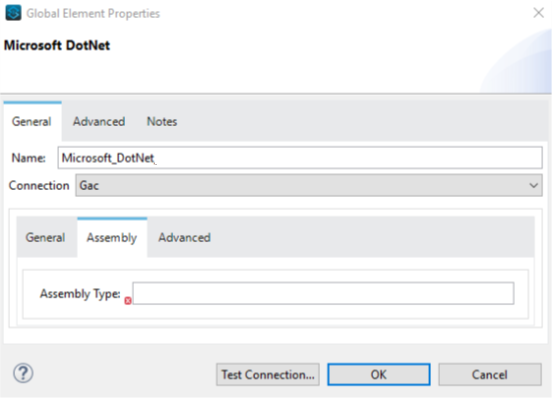 Global Element Properties
Microsoft DotNet
General Advanced Notes
Name: Microsoft_DotNet
Connection Gac
General Assembly Advanced
Assembly Type:
Test Connection... OK Cancel